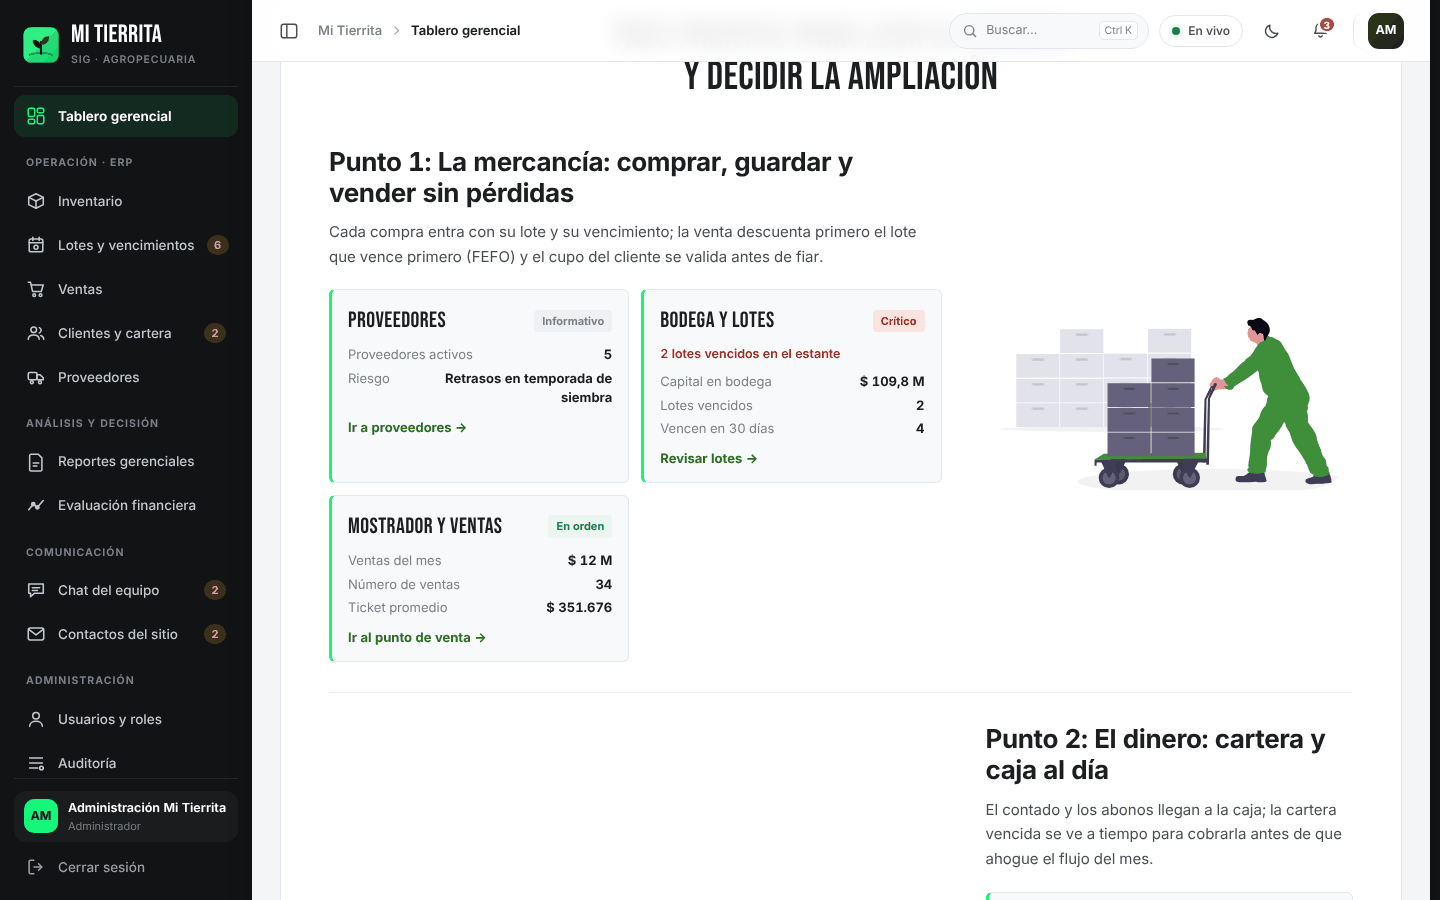 MI TIERRITA
SIG · AGROPECUARIA
Tablero gerencial
OPERACIÓN · ERP
Inventario
Lotes y vencimientos 6
Ventas
Clientes y cartera 2
Proveedores
ANÁLISIS Y DECISIÓN
Reportes gerenciales
Evaluación financiera
COMUNICACIÓN
Chat del equipo 2
Contactos del sitio 2
ADMINISTRACIÓN
Usuarios y roles
Auditoría
AM Administración Mi Tierrita
Administrador
Cerrar sesión
Mi Tierrita > Tablero gerencial
Buscar... Ctrl K
En vivo
3
AM
Y DECIDIR LA AMPLIACIÓN
Punto 1: La mercancía: comprar, guardar y
vender sin pérdidas
Cada compra entra con su lote y su vencimiento; la venta descuenta primero el lote
que vence primero (FEFO) y el cupo del cliente se valida antes de fiar.
PROVEEDORES Informativo
Proveedores activos 5
Riesgo Retrasos en temporada de
siembra
Ir a proveedores →
BODEGA Y LOTES Crítico
2 lotes vencidos en el estante
Capital en bodega $ 109,8 M
Lotes vencidos 2
Vencen en 30 días 4
Revisar lotes →
MOSTRADOR Y VENTAS En orden
Ventas del mes $ 12 M
Número de ventas 34
Ticket promedio $ 351.676
Ir al punto de venta →
Punto 2: El dinero: cartera y
caja al día
El contado y los abonos llegan a la caja; la cartera
vencida se ve a tiempo para cobrarla antes de que
ahogue el flujo del mes.